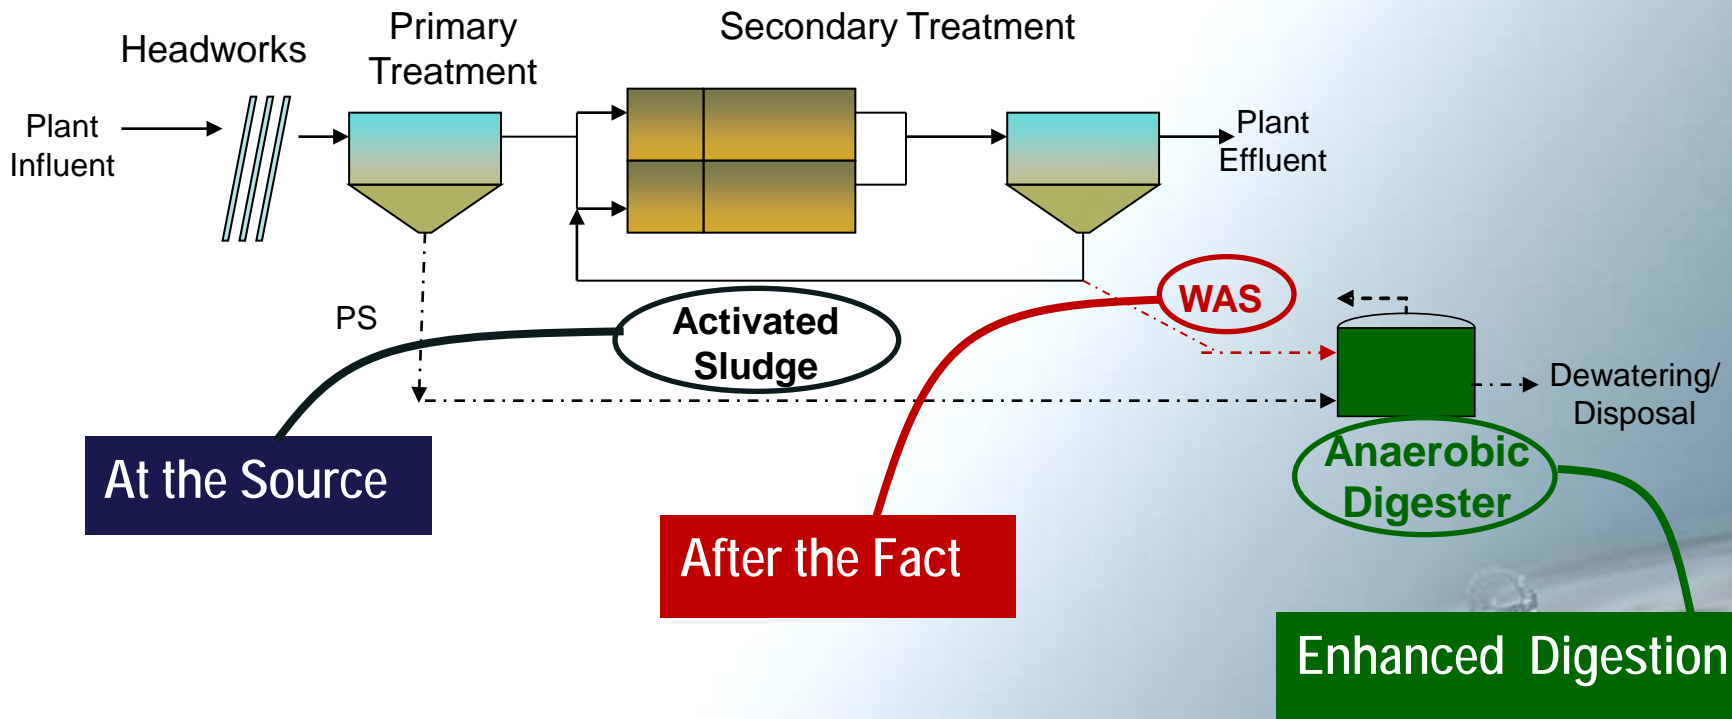 Headworks
Primary
Treatment
Secondary Treatment
Plant
Influent
Plant
Effluent
PS
Activated
Sludge
WAS
Dewatering/
Disposal
Anaerobic
Digester
At the Source
After the Fact
Enhanced Digestion